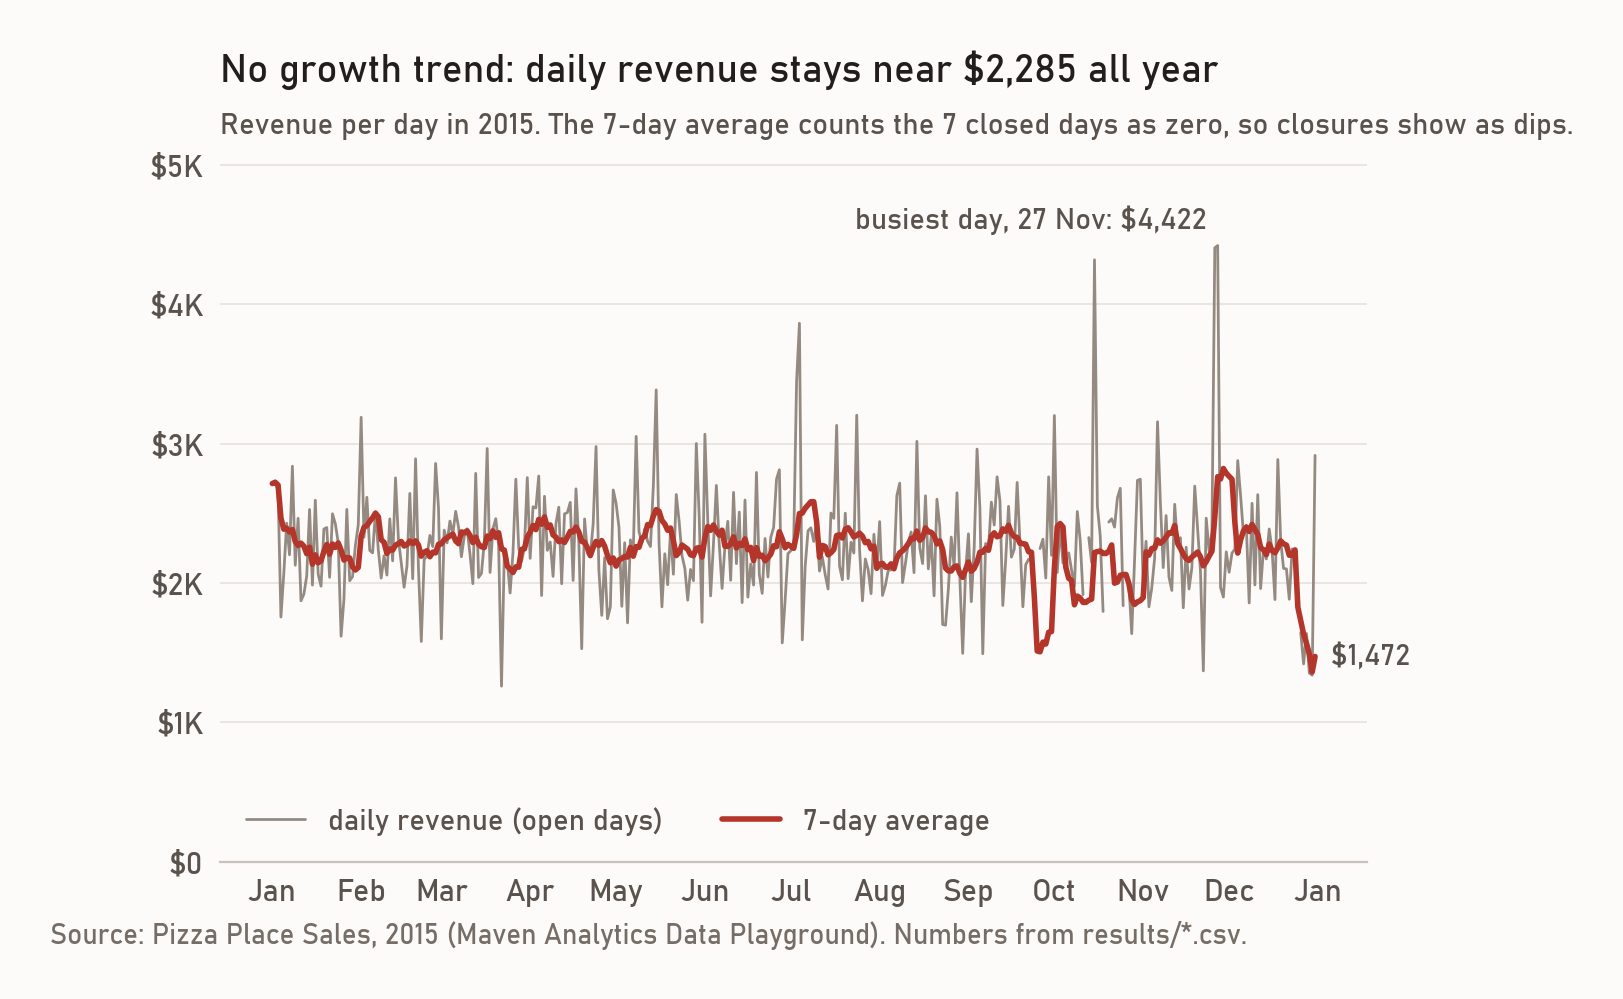 No growth trend: daily revenue stays near $2,285 all year
Revenue per day in 2015. The 7-day average counts the 7 closed days as zero, so closures show as dips.
$5K
busiest day, 27 Nov: $4,422
$4K
$3K
$2K
$1,472
$1K
daily revenue (open days)
7-day average
$0
Jan Feb Mar Apr May Jun Jul Aug Sep Oct Nov Dec Jan
Source: Pizza Place Sales, 2015 (Maven Analytics Data Playground). Numbers from results/*.csv.